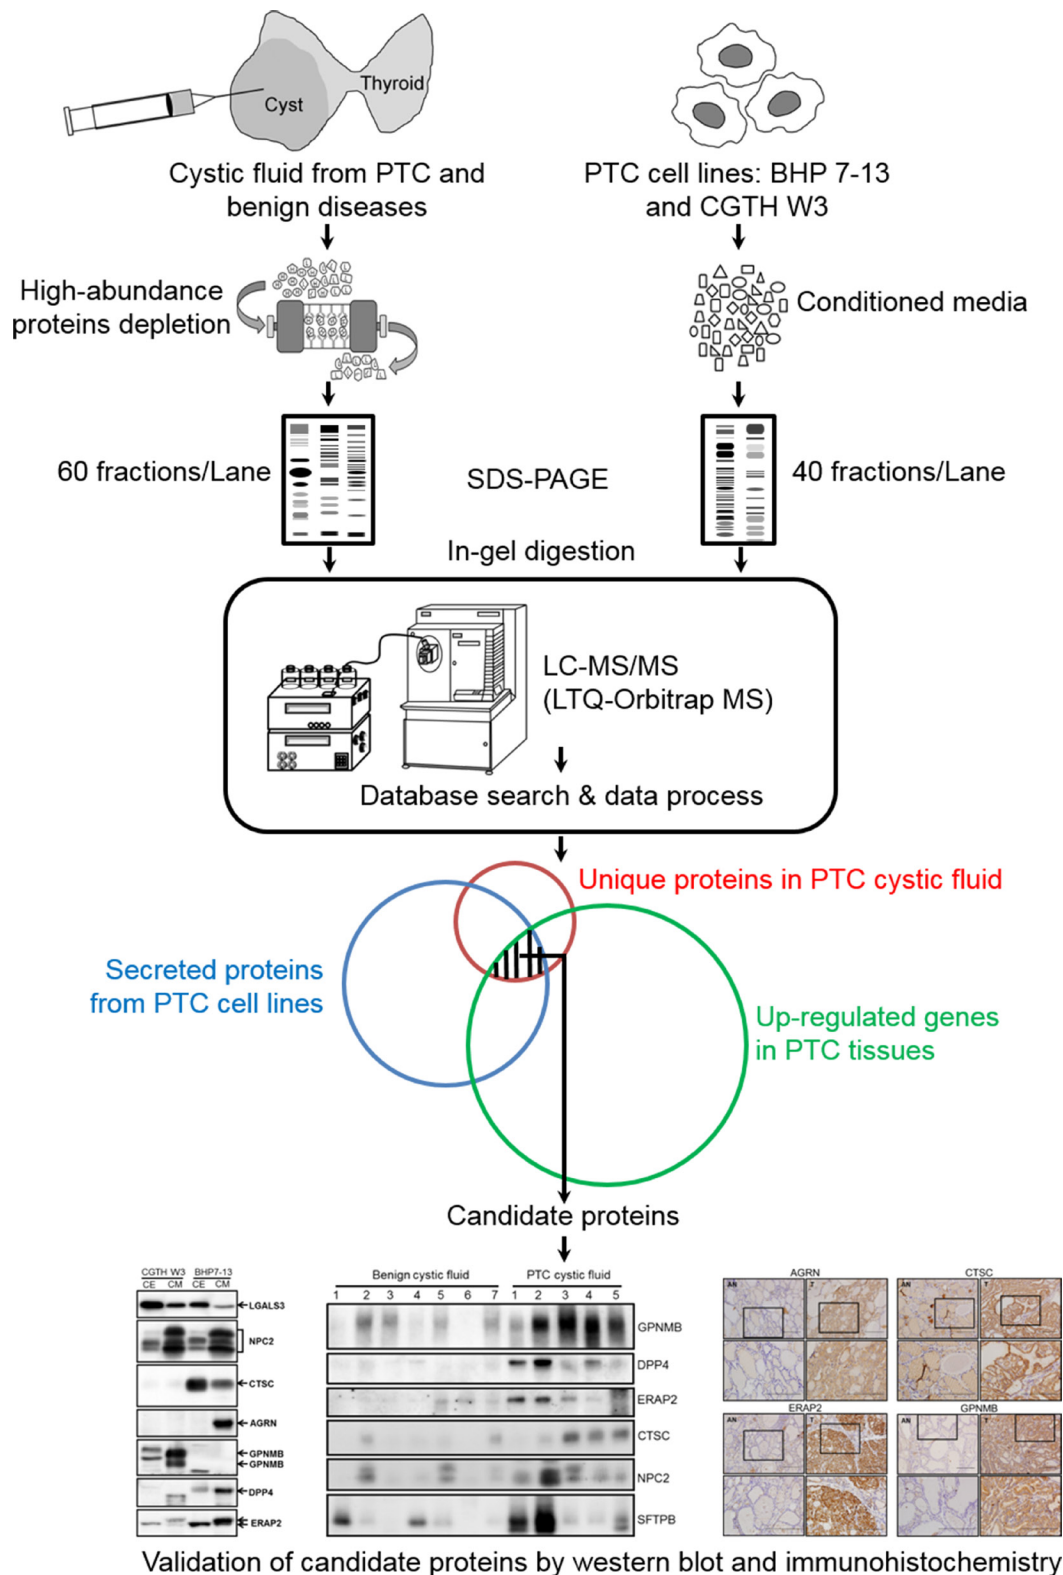 Cyst
Thyroid
Cystic fluid from PTC and
benign diseases
PTC cell lines: BHP 7-13
and CGTH W3
High-abundance
proteins depletion
Conditioned media
60 fractions/Lane
SDS-PAGE
40 fractions/Lane
In-gel digestion
LC-MS/MS
(LTQ-Orbitrap MS)
Database search & data process
Unique proteins in PTC cystic fluid
Secreted proteins
from PTC cell lines
Up-regulated genes
in PTC tissues
Candidate proteins
CGTH W3 BHP7-13
CE CM CE CM
LGALS3
NPC2
CTSC
AGRN
GPNMB
GPNMB
DPP4
ERAP2
Benign cystic fluid PTC cystic fluid
1 2 3 4 5 6 7 1 2 3 4 5
GPNMB
DPP4
ERAP2
CTSC
NPC2
SFTPB
AGRN CTSC
AN T AN T
ERAP2 GPNMB
AN T AN T
Validation of candidate proteins by western blot and immunohistochemistry